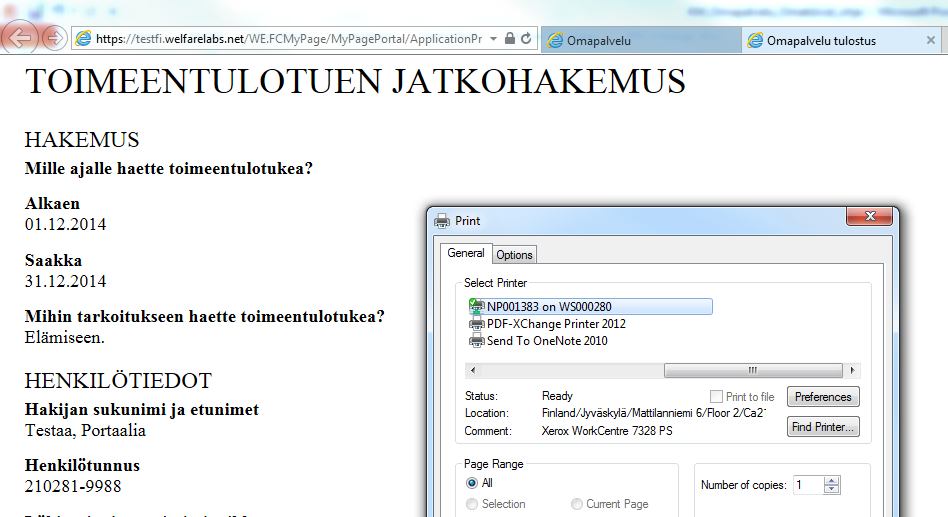 https://testfi.welfarelabs.net/WE.FCMyPage/MyPagePortal/ApplicationPr
Omapalvelu
Omapalvelu tulostus
TOIMEENTULOTUEN JATKOHAKEMUS
HAKEMUS
Mille ajalle haette toimeentulotukea?
Alkaen
01.12.2014
Saakka
31.12.2014
Mihin tarkoitukseen haette toimeentulotukea?
Elämiseen.
HENKILÖTIEDOT
Hakijan sukunimi ja etunimet
Testaa, Portaalia
Henkilötunnus
210281-9988
Print
General
Options
Select Printer
NP001383 on WS000280
PDF-XChange Printer 2012
Send To OneNote 2010
Status: Ready
Print to file
Preferences
Location: Finland/Jyväskylä/Mattilanniemi 6/Floor 2/Ca2
Comment: Xerox WorkCentre 7328 PS
Find Printer...
Page Range
All
Selection
Current Page
Number of copies: 1